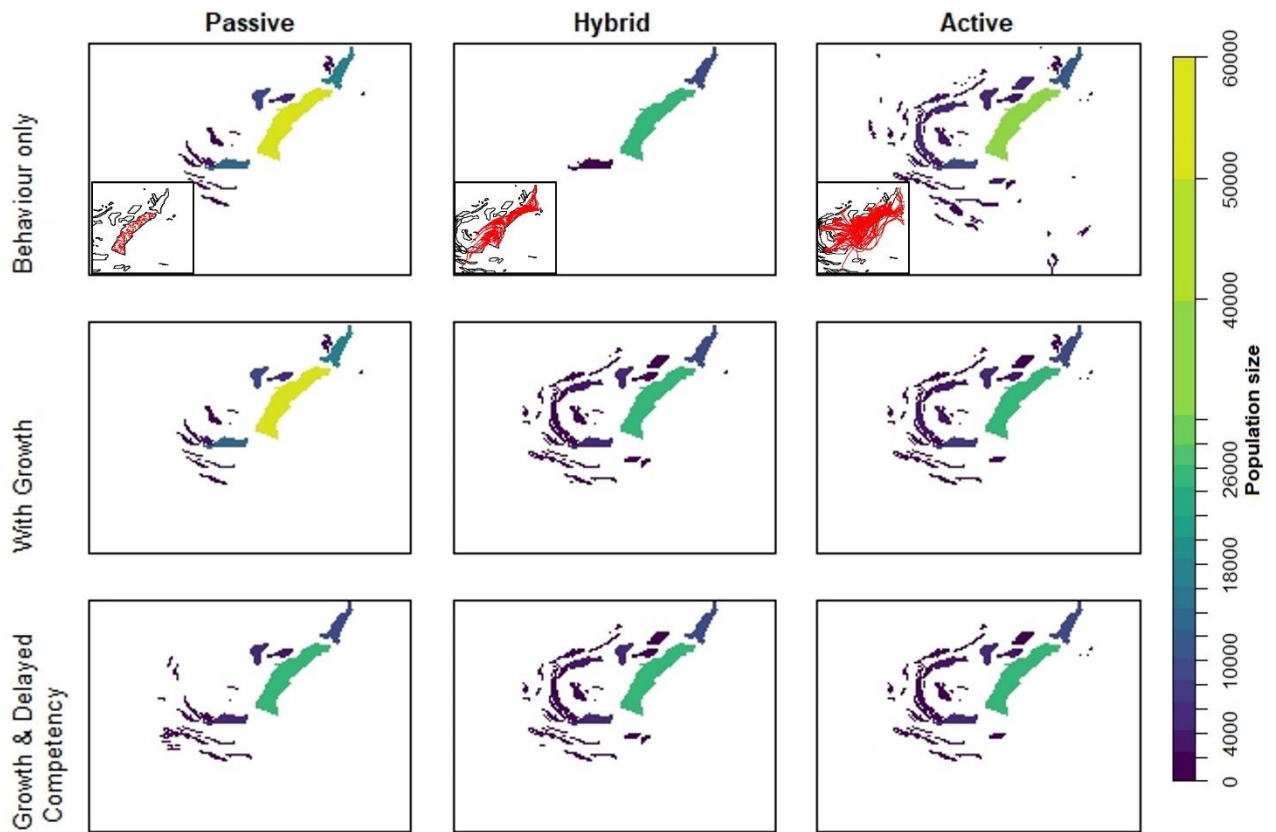 Passive
Hybrid
Active
Behaviour only
With Growth
Growth & Delayed
Competency
60000
50000
40000
26000
18000
10000
4000
0
Population size